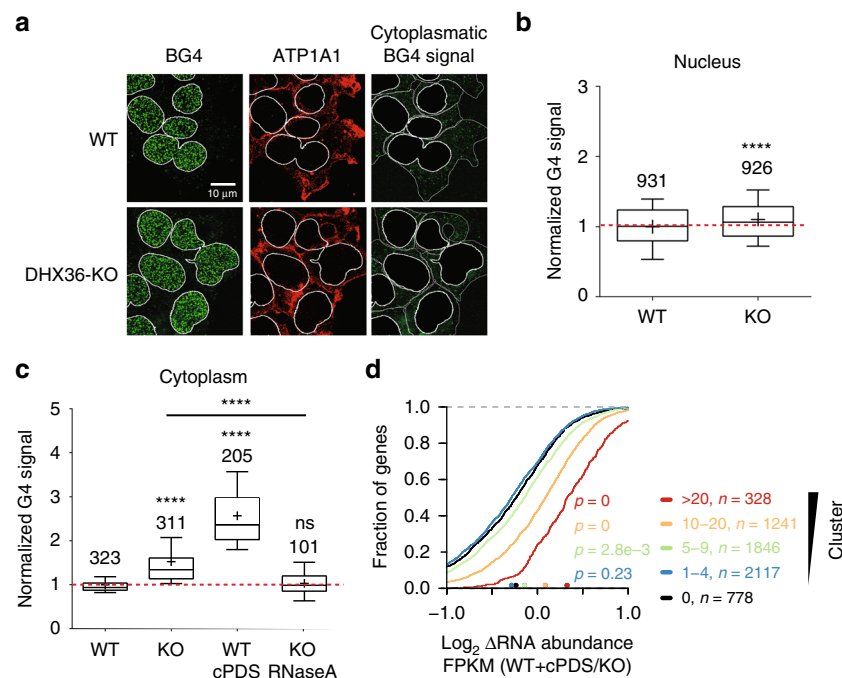 a
BG4
ATP1A1
Cytoplasmatic
BG4 signal
WT
10 μm
DHX36-KO
b
Nucleus
Normalized G4 signal
3
2
1
0
931
****
926
WT
KO
c
Cytoplasm
Normalized G4 signal
5
4
3
2
1
0
323
****
311
****
205
****
ns
101
WT
KO
WT
cPDS
KO
RNaseA
d
Fraction of genes
1.0
0.8
0.6
0.4
0.2
0.0
p = 0
p = 0
p = 2.8e–3
p = 0.23
−1.0
0.0
1.0
Log2 ΔRNA abundance
FPKM (WT+cPDS/KO)
>20, n = 328
10–20, n = 1241
5–9, n = 1846
1–4, n = 2117
0, n = 778
Cluster